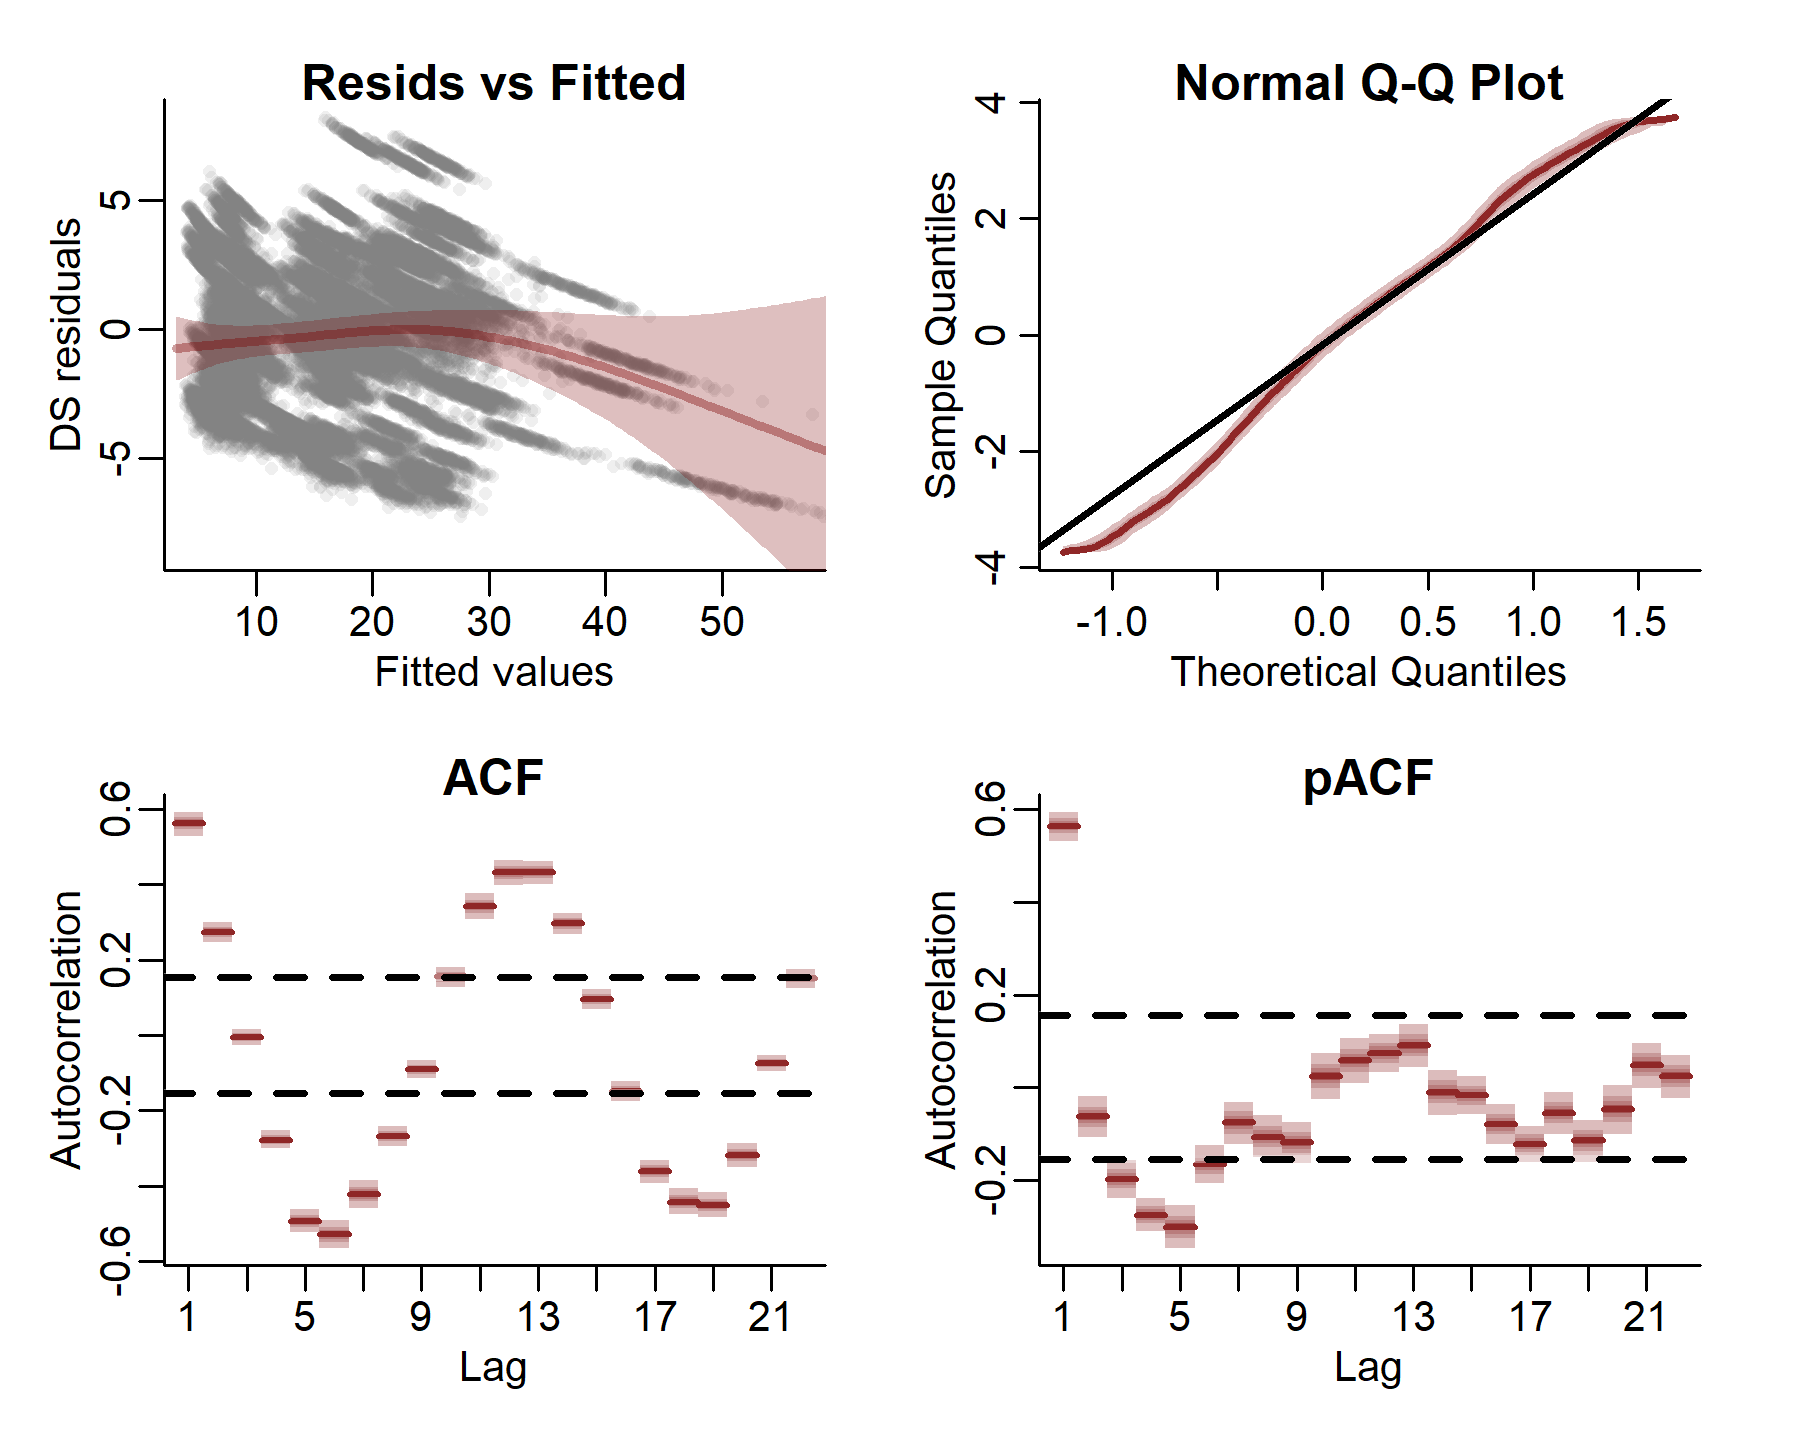 Resids vs Fitted
DS residuals
5
0
-5
10 20 30 40 50
Fitted values
Normal Q-Q Plot
Sample Quantiles
4
2
0
-2
-4
-1.0 0.0 0.5 1.0 1.5
Theoretical Quantiles
ACF
Autocorrelation
0.6
0.2
-0.2
-0.6
1 5 9 13 17 21
Lag
pACF
Autocorrelation
0.6
0.2
-0.2
1 5 9 13 17 21
Lag